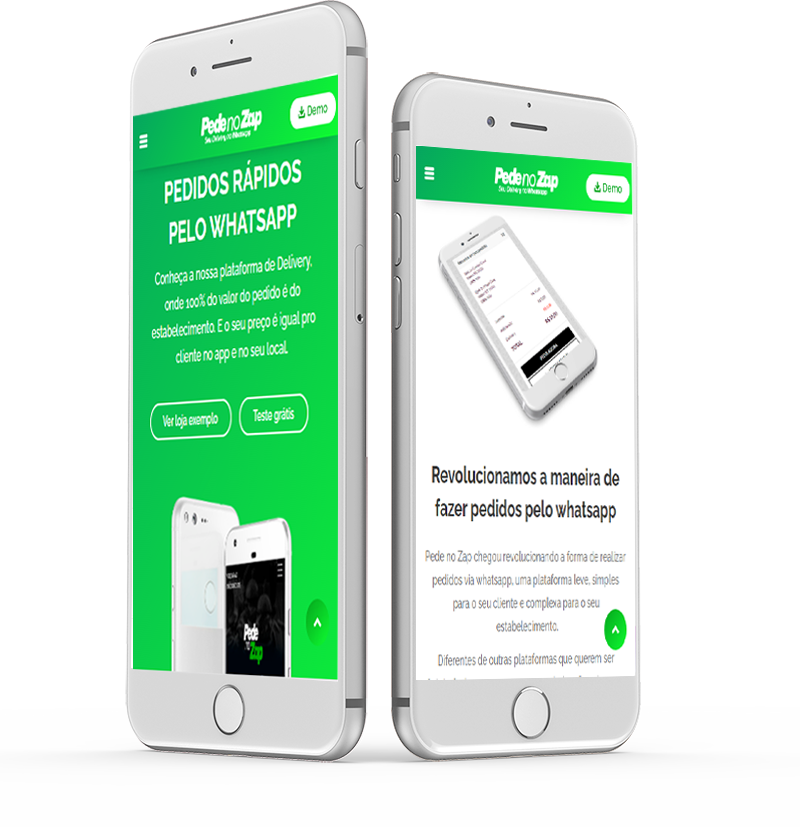 Pede no Zap
Seu Delivery no Whatsapp
Demo
PEDIDOS RÁPIDOS
PELO WHATSAPP
Conheça a nossa plataforma de Delivery,
onde 100% do valor do pedido é do
estabelecimento. E o seu preço é igual pro
cliente no app e no seu local.
Ver loja exemplo
Teste grátis
Pede
no
Zap
Pede no Zap
Seu Delivery no Whatsapp
Demo
TOTAL
Revolucionamos a maneira de
fazer pedidos pelo whatsapp
Pede no Zap chegou revolucionando a forma de realizar
pedidos via whatsapp, uma plataforma leve, simples
para o seu cliente e complexa para o seu
estabelecimento.
Diferentes de outras plataformas que querem ser